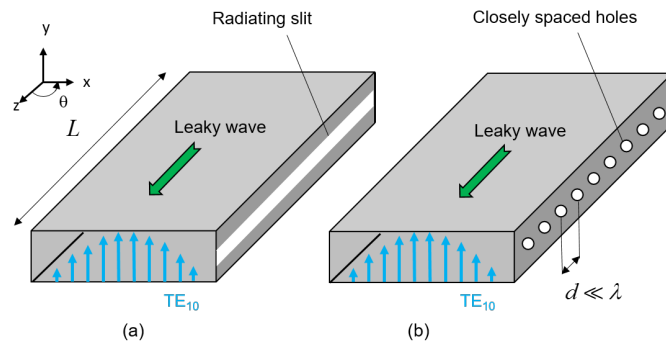 Radiating slit
Closely spaced holes
y
x
z
θ
L
Leaky wave
Leaky wave
TE₁₀
TE₁₀
d ≪ λ
(a)
(b)